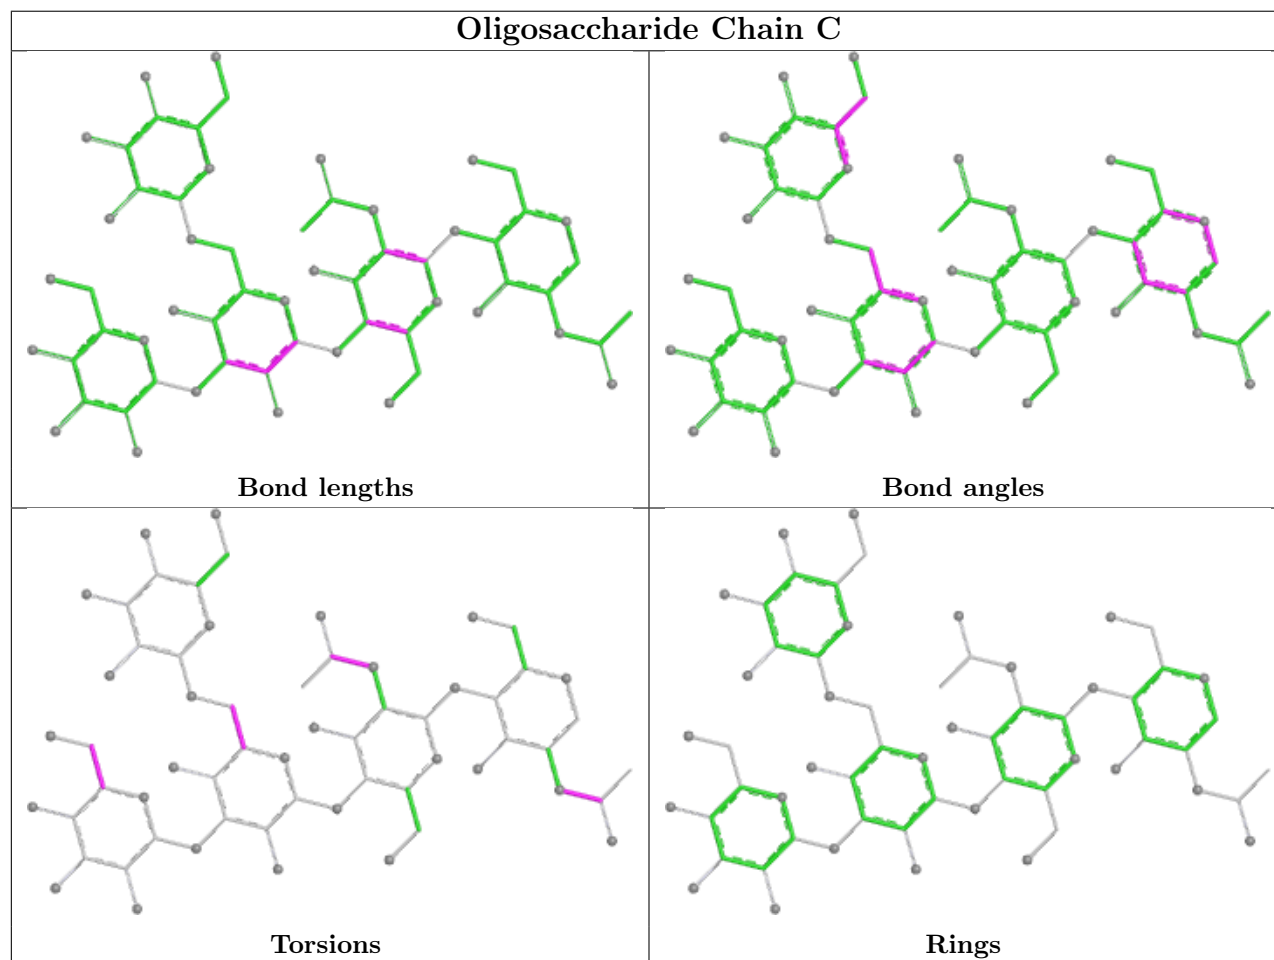 Oligosaccharide Chain C
Bond lengths
Bond angles
Torsions
Rings